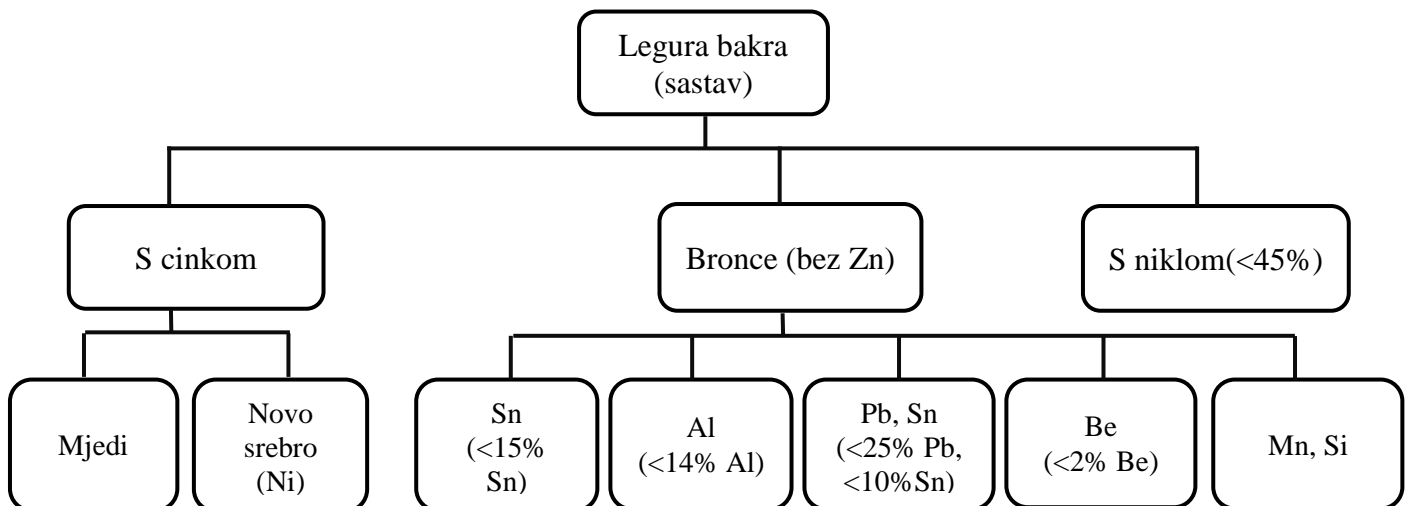 Legura bakra
(sastav)
S cinkom
Bronce (bez Zn)
S niklom(<45%)
Mjedi
Novo
srebro
(Ni)
Sn
(<15%
Sn)
Al
(<14% Al)
Pb, Sn
(<25% Pb,
<10%Sn)
Be
(<2% Be)
Mn, Si